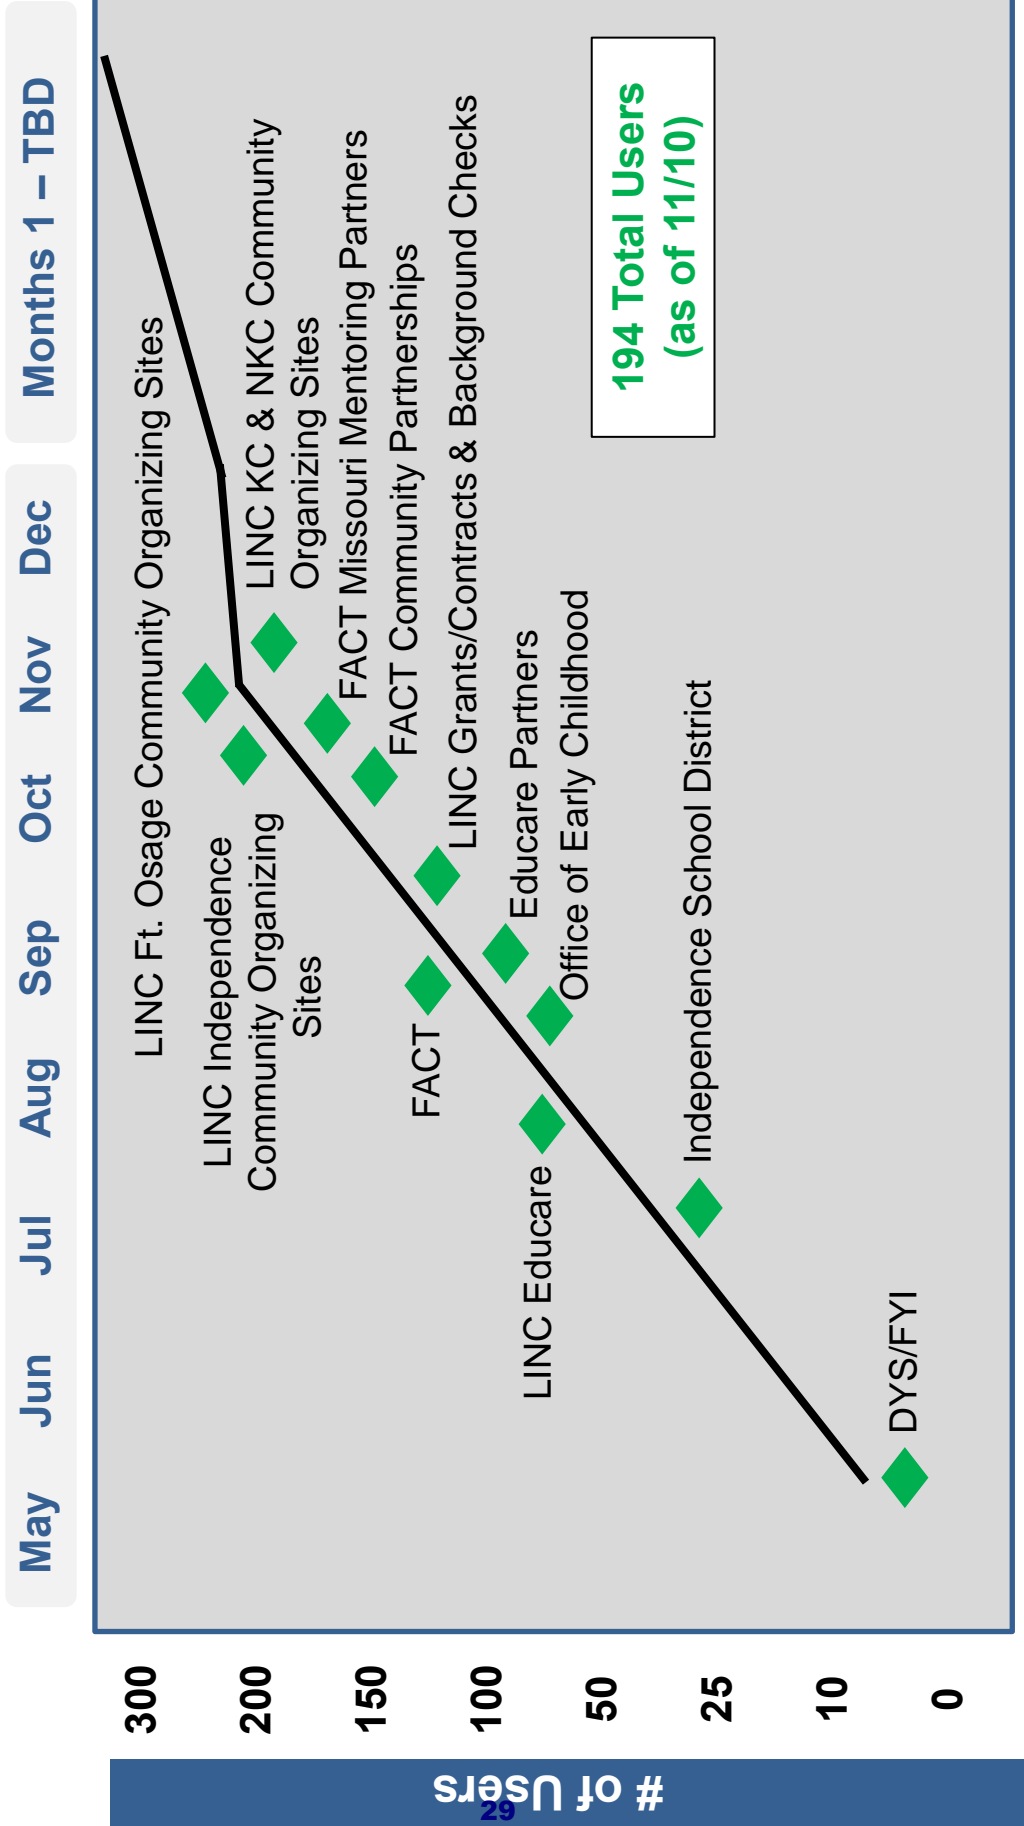 May Jun Jul Aug Sep Oct Nov Dec
Months 1 – TBD
LINC Ft. Osage Community Organizing Sites
LINC Independence
Community Organizing
Sites
LINC KC & NKC Community
Organizing Sites
FACT Missouri Mentoring Partners
FACT Community Partnerships
FACT
LINC Grants/Contracts & Background Checks
LINC Educare
Educare Partners
Office of Early Childhood
Independence School District
DYS/FYI
194 Total Users
(as of 11/10)
300
200
150
100
50
25
10
0
# of Users
29